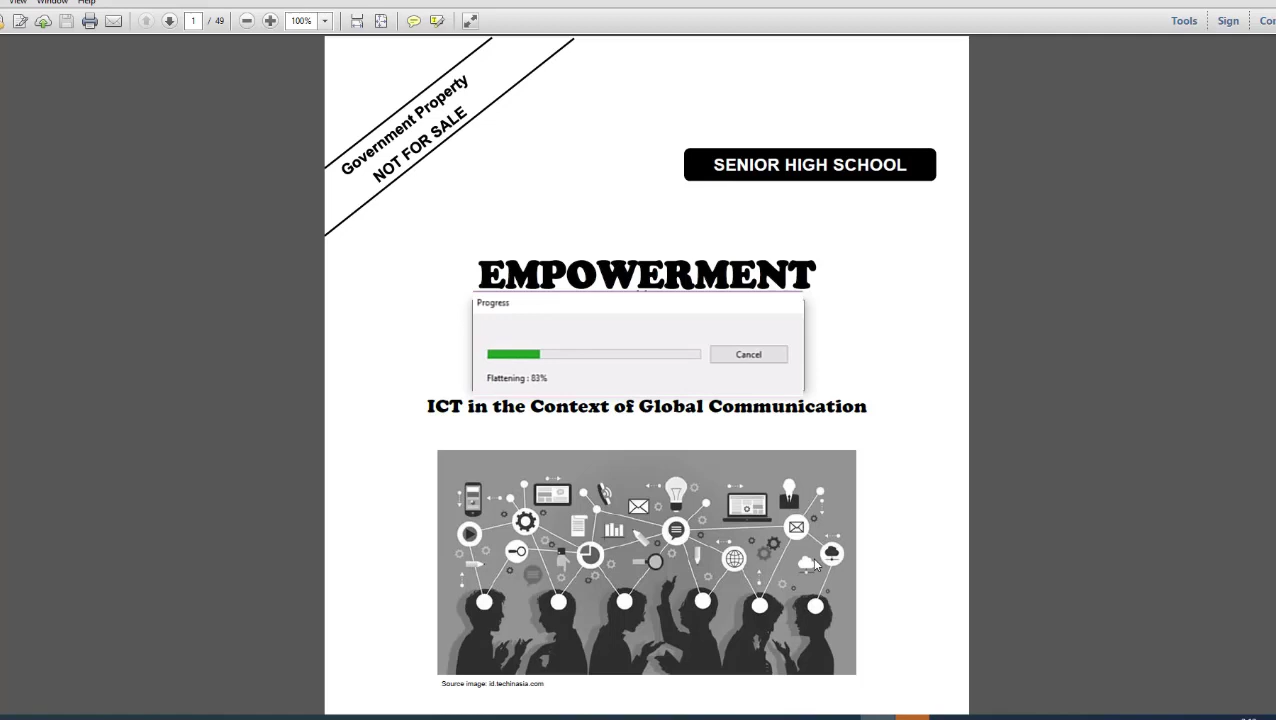 View Window Help
1 / 49 100% Tools Sign
Government Property
NOT FOR SALE
SENIOR HIGH SCHOOL
EMPOWERMENT
Progress
Cancel
Flattening : 83%
ICT in the Context of Global Communication
Source image: id.techinasia.com